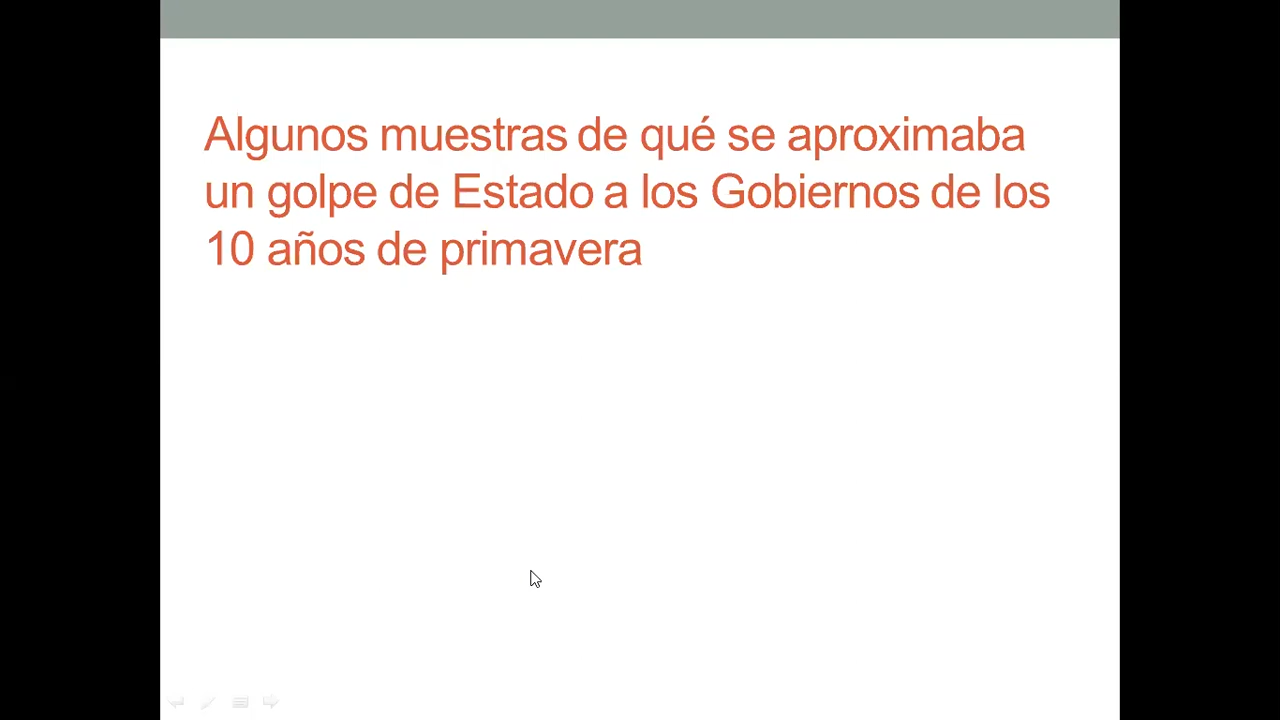 Algunos muestras de qué se aproximaba
un golpe de Estado a los Gobiernos de los
10 años de primavera